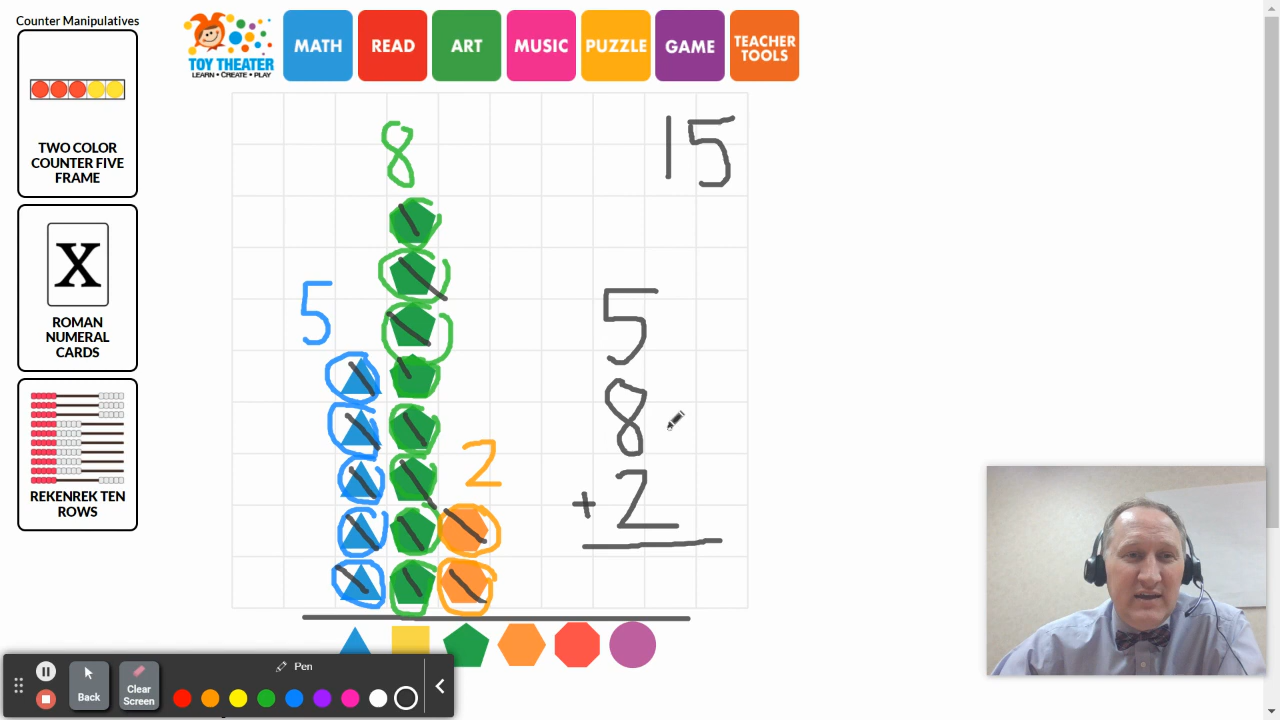 Counter Manipulatives
TWO COLOR
COUNTER FIVE
FRAME
X
ROMAN
NUMERAL
CARDS
REKENREK TEN
ROWS
TOY THEATER
LEARN • CREATE • PLAY
MATH
READ
ART
MUSIC
PUZZLE
GAME
TEACHER
TOOLS
8
15
5
2
5
8
+ 2
Pen
Back
Clear
Screen